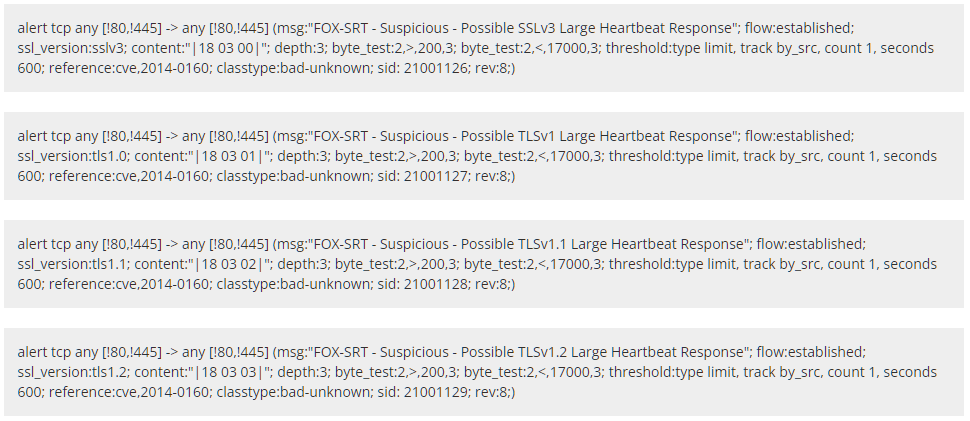 alert tcp any [!80,!445] -> any [!80,!445] (msg:"FOX-SRT - Suspicious - Possible SSLv3 Large Heartbeat Response"; flow:established;
ssl_version:sslv3; content:"|18 03 00|"; depth:3; byte_test:2,>,200,3; byte_test:2,<,17000,3; threshold:type limit, track by_src, count 1, seconds
600; reference:cve,2014-0160; classtype:bad-unknown; sid: 21001126; rev:8;)
alert tcp any [!80,!445] -> any [!80,!445] (msg:"FOX-SRT - Suspicious - Possible TLSv1 Large Heartbeat Response"; flow:established;
ssl_version:tls1.0; content:"|18 03 01|"; depth:3; byte_test:2,>,200,3; byte_test:2,<,17000,3; threshold:type limit, track by_src, count 1, seconds
600; reference:cve,2014-0160; classtype:bad-unknown; sid: 21001127; rev:8;)
alert tcp any [!80,!445] -> any [!80,!445] (msg:"FOX-SRT - Suspicious - Possible TLSv1.1 Large Heartbeat Response"; flow:established;
ssl_version:tls1.1; content:"|18 03 02|"; depth:3; byte_test:2,>,200,3; byte_test:2,<,17000,3; threshold:type limit, track by_src, count 1, seconds
600; reference:cve,2014-0160; classtype:bad-unknown; sid: 21001128; rev:8;)
alert tcp any [!80,!445] -> any [!80,!445] (msg:"FOX-SRT - Suspicious - Possible TLSv1.2 Large Heartbeat Response"; flow:established;
ssl_version:tls1.2; content:"|18 03 03|"; depth:3; byte_test:2,>,200,3; byte_test:2,<,17000,3; threshold:type limit, track by_src, count 1, seconds
600; reference:cve,2014-0160; classtype:bad-unknown; sid: 21001129; rev:8;)